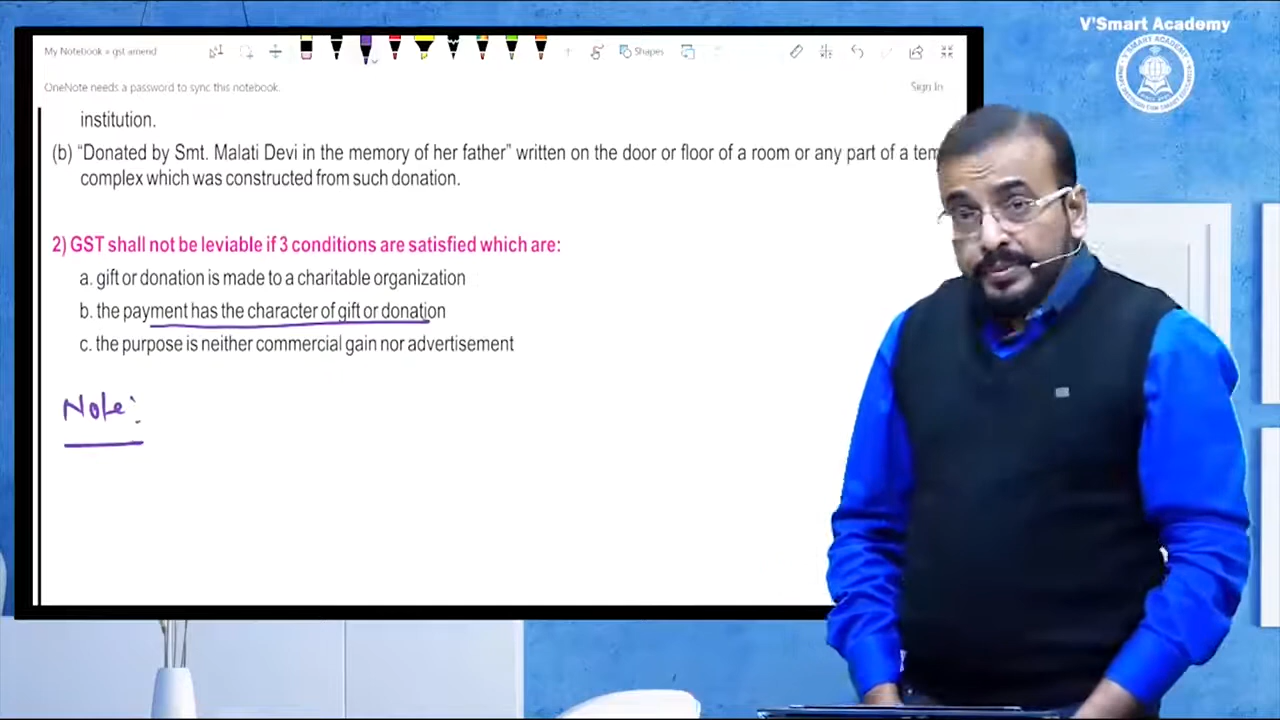 V'Smart Academy
My Notebook » gst amend
Shapes
OneNote needs a password to sync this notebook.
Sign In
institution.
(b) “Donated by Smt. Malati Devi in the memory of her father” written on the door or floor of a room or any part of a tem
complex which was constructed from such donation.
2) GST shall not be leviable if 3 conditions are satisfied which are:
a. gift or donation is made to a charitable organization
b. the payment has the character of gift or donation
c. the purpose is neither commercial gain nor advertisement
Note: